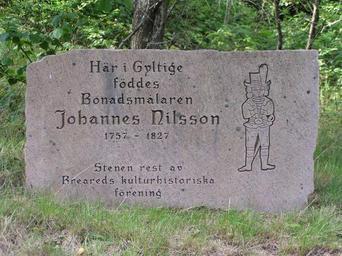 Här i Gyltige
föddes
Bonadsmålaren
Johannes Nilsson
1757 - 1827
Stenen rest av
Breareds kulturhistoriska
förening